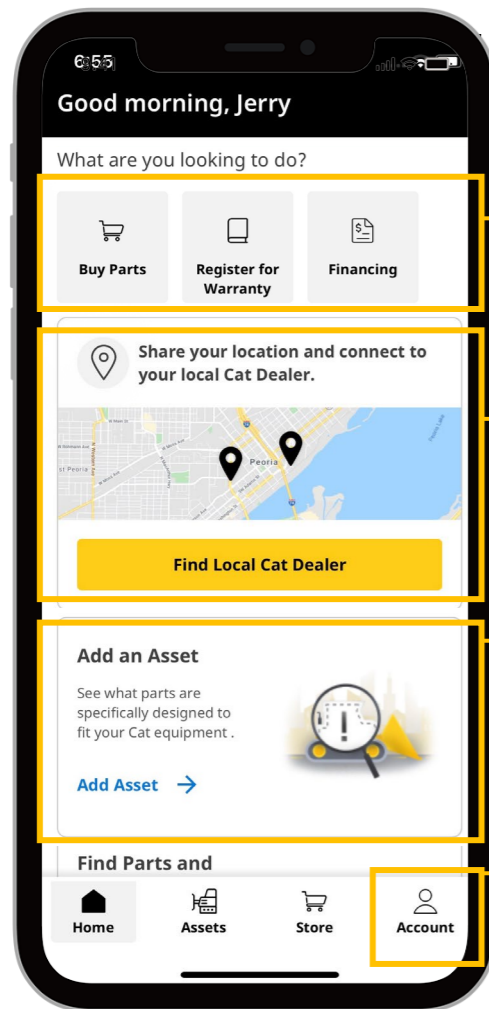 6:55
Good morning, Jerry
What are you looking to do?
Buy Parts
Register for
Warranty
Financing
Share your location and connect to
your local Cat Dealer.
Peoria
Find Local Cat Dealer
Add an Asset
See what parts are
specifically designed to
fit your Cat equipment .
Add Asset
Find Parts and
Home
Assets
Store
Account